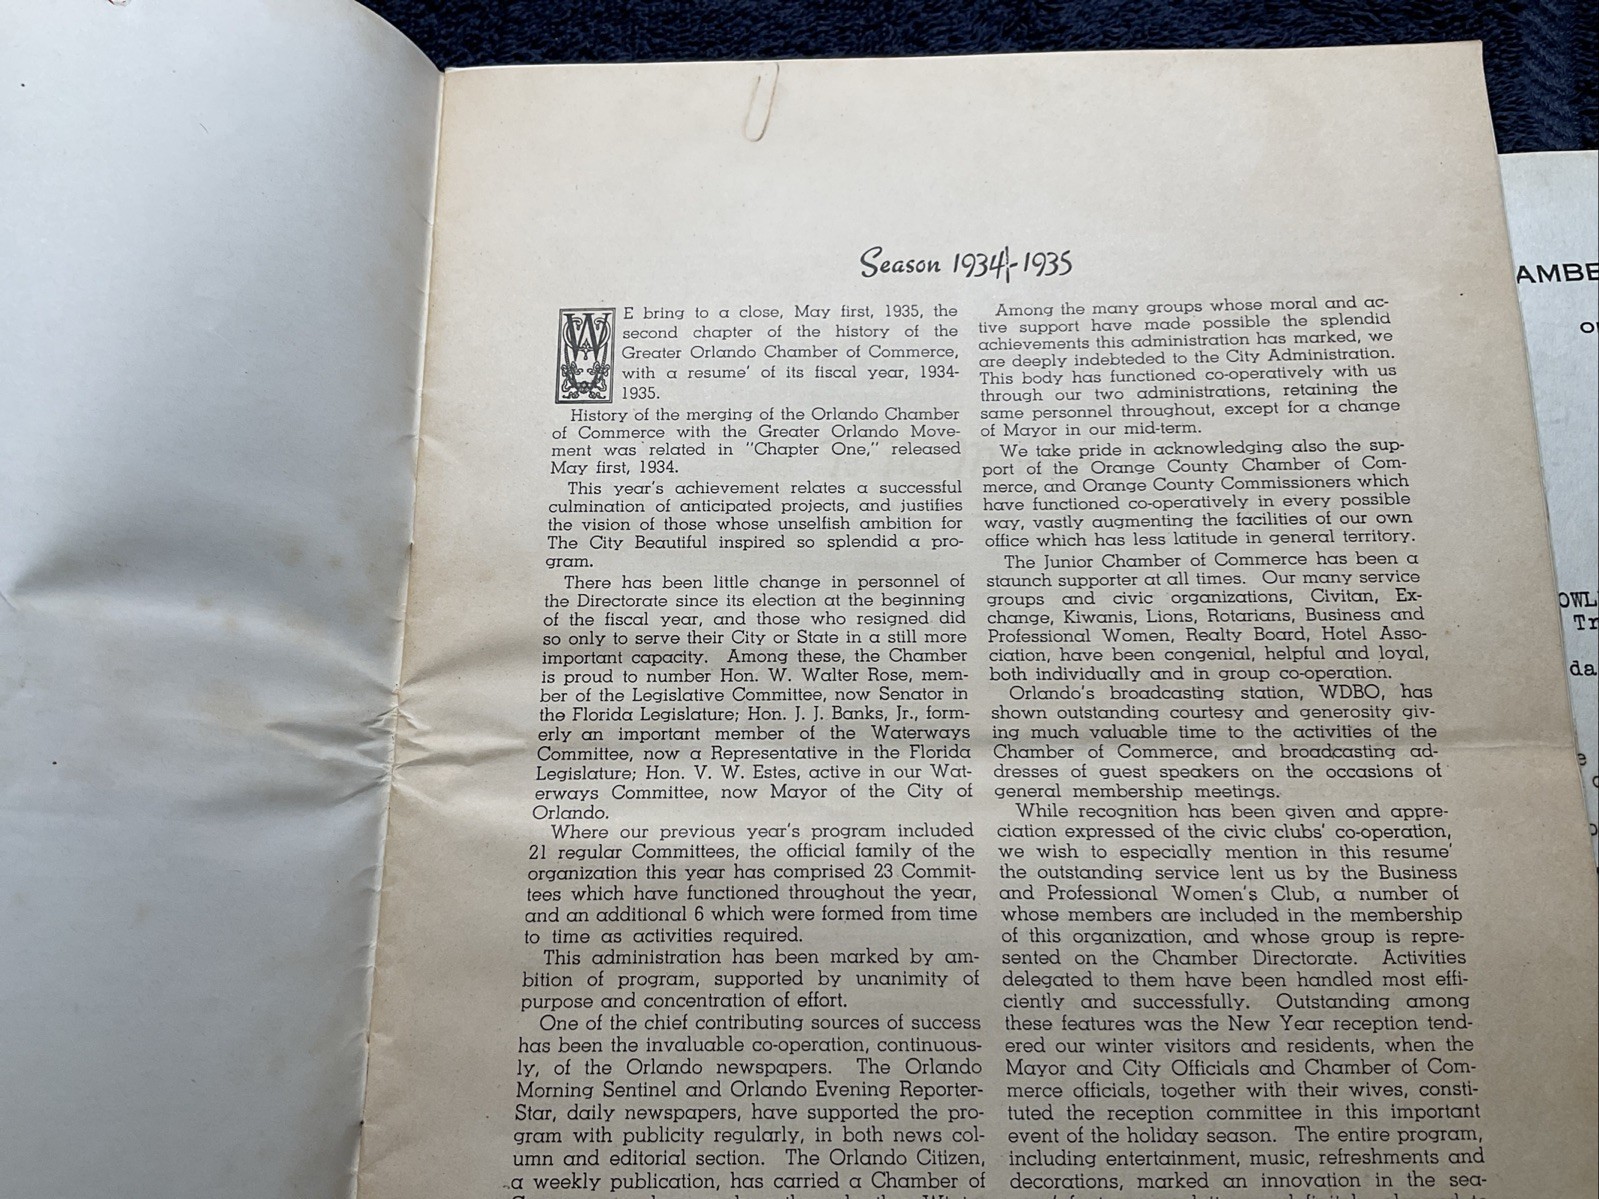 Season 1934-1935
WE bring to a close, May first, 1935, the
second chapter of the history of the
Greater Orlando Chamber of Commerce,
with a resume' of its fiscal year, 1934-
1935.
History of the merging of the Orlando Chamber
of Commerce with the Greater Orlando Move-
ment was related in "Chapter One," released
May first, 1934.
This year's achievement relates a successful
culmination of anticipated projects, and justifies
the vision of those whose unselfish ambition for
The City Beautiful inspired so splendid a pro-
gram.
There has been little change in personnel of
the Directorate since its election at the beginning
of the fiscal year, and those who resigned did
so only to serve their City or State in a still more
important capacity. Among these, the Chamber
is proud to number Hon. W. Walter Rose, mem-
ber of the Legislative Committee, now Senator in
the Florida Legislature; Hon. J. J. Banks, Jr., form-
erly an important member of the Waterways
Committee, now a Representative in the Florida
Legislature; Hon. V. W. Estes, active in our Wat-
erways Committee, now Mayor of the City of
Orlando.
Where our previous year's program included
21 regular Committees, the official family of the
organization this year has comprised 23 Commit-
tees which have functioned throughout the year,
and an additional 6 which were formed from time
to time as activities required.
This administration has been marked by am-
bition of program, supported by unanimity of
purpose and concentration of effort.
One of the chief contributing sources of success
has been the invaluable co-operation, continuous-
ly, of the Orlando newspapers. The Orlando
Morning Sentinel and Orlando Evening Reporter-
Star, daily newspapers, have supported the pro-
gram with publicity regularly, in both news col-
umn and editorial section. The Orlando Citizen,
a weekly publication, has carried a Chamber of
Among the many groups whose moral and ac-
tive support have made possible the splendid
achievements this administration has marked, we
are deeply indebteded to the City Administration.
This body has functioned co-operatively with us
through our two administrations, retaining the
same personnel throughout, except for a change
of Mayor in our mid-term.
We take pride in acknowledging also the sup-
port of the Orange County Chamber of Com-
merce, and Orange County Commissioners which
have functioned co-operatively in every possible
way, vastly augmenting the facilities of our own
office which has less latitude in general territory.
The Junior Chamber of Commerce has been a
staunch supporter at all times. Our many service
groups and civic organizations, Civitan, Ex-
change, Kiwanis, Lions, Rotarians, Business and
Professional Women, Realty Board, Hotel Asso-
ciation, have been congenial, helpful and loyal,
both individually and in group co-operation.
Orlando's broadcasting station, WDBO, has
shown outstanding courtesy and generosity giv-
ing much valuable time to the activities of the
Chamber of Commerce, and broadcasting ad-
dresses of guest speakers on the occasions of
general membership meetings.
While recognition has been given and appre-
ciation expressed of the civic clubs' co-operation,
we wish to especially mention in this resume'
the outstanding service lent us by the Business
and Professional Women's Club, a number of
whose members are included in the membership
of this organization, and whose group is repre-
sented on the Chamber Directorate. Activities
delegated to them have been handled most effi-
ciently and successfully. Outstanding among
these features was the New Year reception tend-
ered our winter visitors and residents, when the
Mayor and City Officials and Chamber of Com-
merce officials, together with their wives, consti-
tuted the reception committee in this important
event of the holiday season. The entire program,
including entertainment, music, refreshments and
decorations, marked an innovation in the sea-
AMBE
OWL
Tr
da